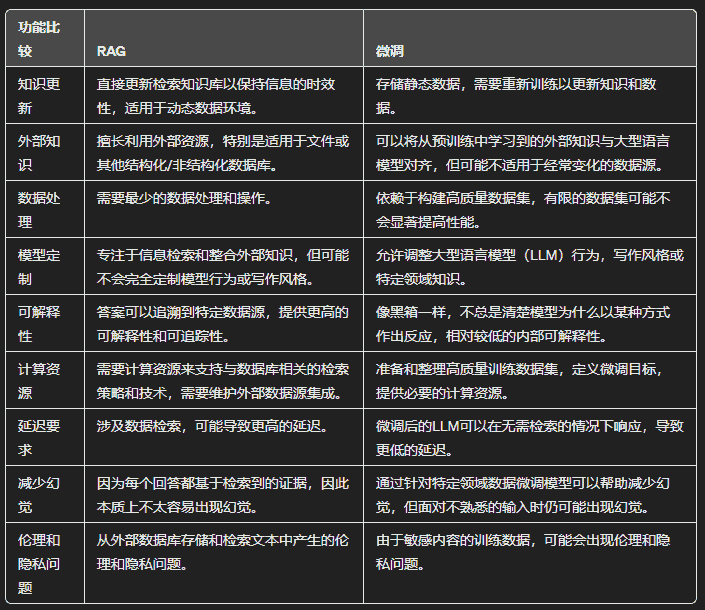 功能比
较
RAG
微调
知识更
新
直接更新检索知识库以保持信息的时效
性，适用于动态数据环境。
存储静态数据，需要重新训练以更新知识和数
据。
外部知
识
擅长利用外部资源，特别是适用于文件或
其他结构化/非结构化数据库。
可以将从预训练中学习到的外部知识与大型语言
模型对齐，但可能不适用于经常变化的数据源。
数据处
理
需要最少的数据处理和操作。
依赖于构建高质量数据集，有限的数据集可能不
会显著提高性能。
模型定
制
专注于信息检索和整合外部知识，但可能
不会完全定制模型行为或写作风格。
允许调整大型语言模型（LLM）行为，写作风格或
特定领域知识。
可解释
性
答案可以追溯到特定数据源，提供更高的
可解释性和可追踪性。
像黑箱一样，不总是清楚模型为什么以某种方式
作出反应，相对较低的内部可解释性。
计算资
源
需要计算资源来支持与数据库相关的检索
策略和技术，需要维护外部数据源集成。
准备和整理高质量训练数据集，定义微调目标，
提供必要的计算资源。
延迟要
求
涉及数据检索，可能导致更高的延迟。
微调后的LLM可以在无需检索的情况下响应，导致
更低的延迟。
减少幻
觉
因为每个回答都基于检索到的证据，因此
本质上不太容易出现幻觉。
通过针对特定领域数据微调模型可以帮助减少幻
觉，但面对不熟悉的输入时仍可能出现幻觉。
伦理和
隐私问
题
从外部数据库存储和检索文本中产生的伦
理和隐私问题。
由于敏感内容的训练数据，可能会出现伦理和隐
私问题。